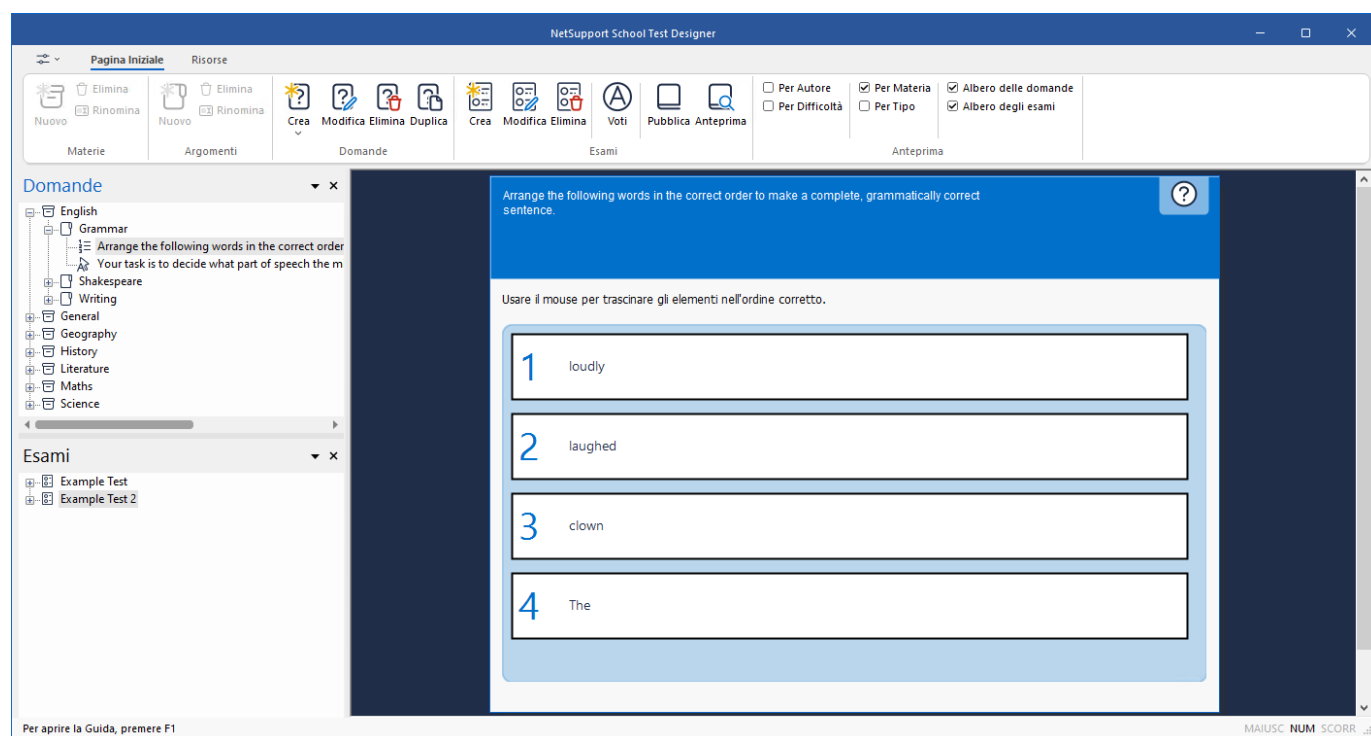 NetSupport School Test Designer
Pagina Iniziale Risorse
Nuovo Elimina Rinomina
Materie
Nuovo Elimina Rinomina
Argomenti
Crea Modifica Elimina Duplica
Domande
Crea Modifica Elimina Voti Pubblica Anteprima
Esami
Per Autore Per Materia Albero delle domande
Per Difficoltà Per Tipo Albero degli esami
Anteprima
Domande
English
Grammar
Arrange the following words in the correct order
Your task is to decide what part of speech the m
Shakespeare
Writing
General
Geography
History
Literature
Maths
Science
Esami
Example Test
Example Test 2
Arrange the following words in the correct order to make a complete, grammatically correct
sentence.
Usare il mouse per trascinare gli elementi nell'ordine corretto.
1 loudly
2 laughed
3 clown
4 The
Per aprire la Guida, premere F1
MAIUSC NUM SCORR